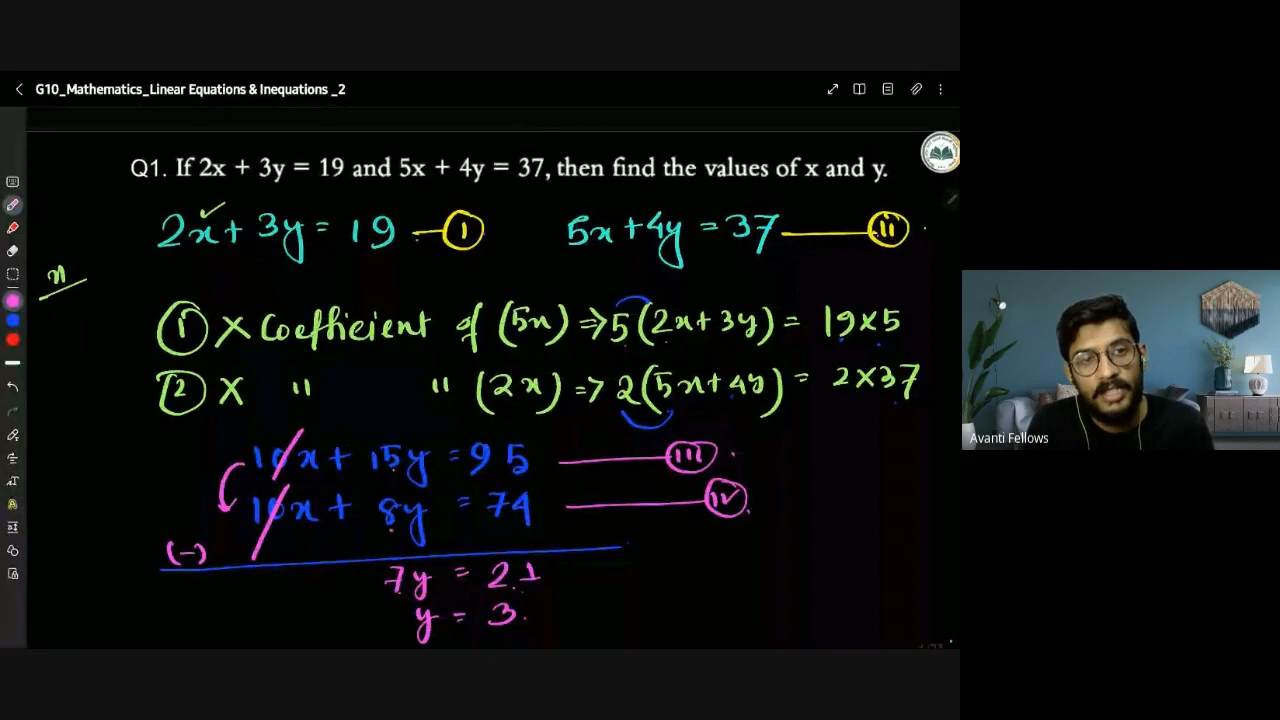 G10_Mathematics_Linear Equations & Inequations _2
Q1. If 2x + 3y = 19 and 5x + 4y = 37, then find the values of x and y.
2x + 3y = 19 — (i) 5x + 4y = 37 — (ii)
x
(1) × Coefficient of (5x) ⇒ 5(2x + 3y) = 19 × 5
(2) × " " (2x) ⇒ 2(5x + 4y) = 2 × 37
10x + 15y = 95 — (iii)
10x + 8y = 74 — (iv)
(-)
7y = 21
y = 3.
Avanti Fellows